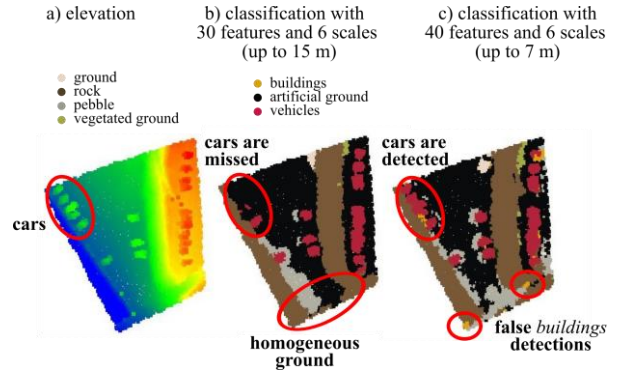 a) elevation
b) classification with
30 features and 6 scales
(up to 15 m)
c) classification with
40 features and 6 scales
(up to 7 m)
ground
rock
pebble
vegetated ground
buildings
artificial ground
vehicles
cars
cars are
missed
homogeneous
ground
cars are
detected
false buildings
detections